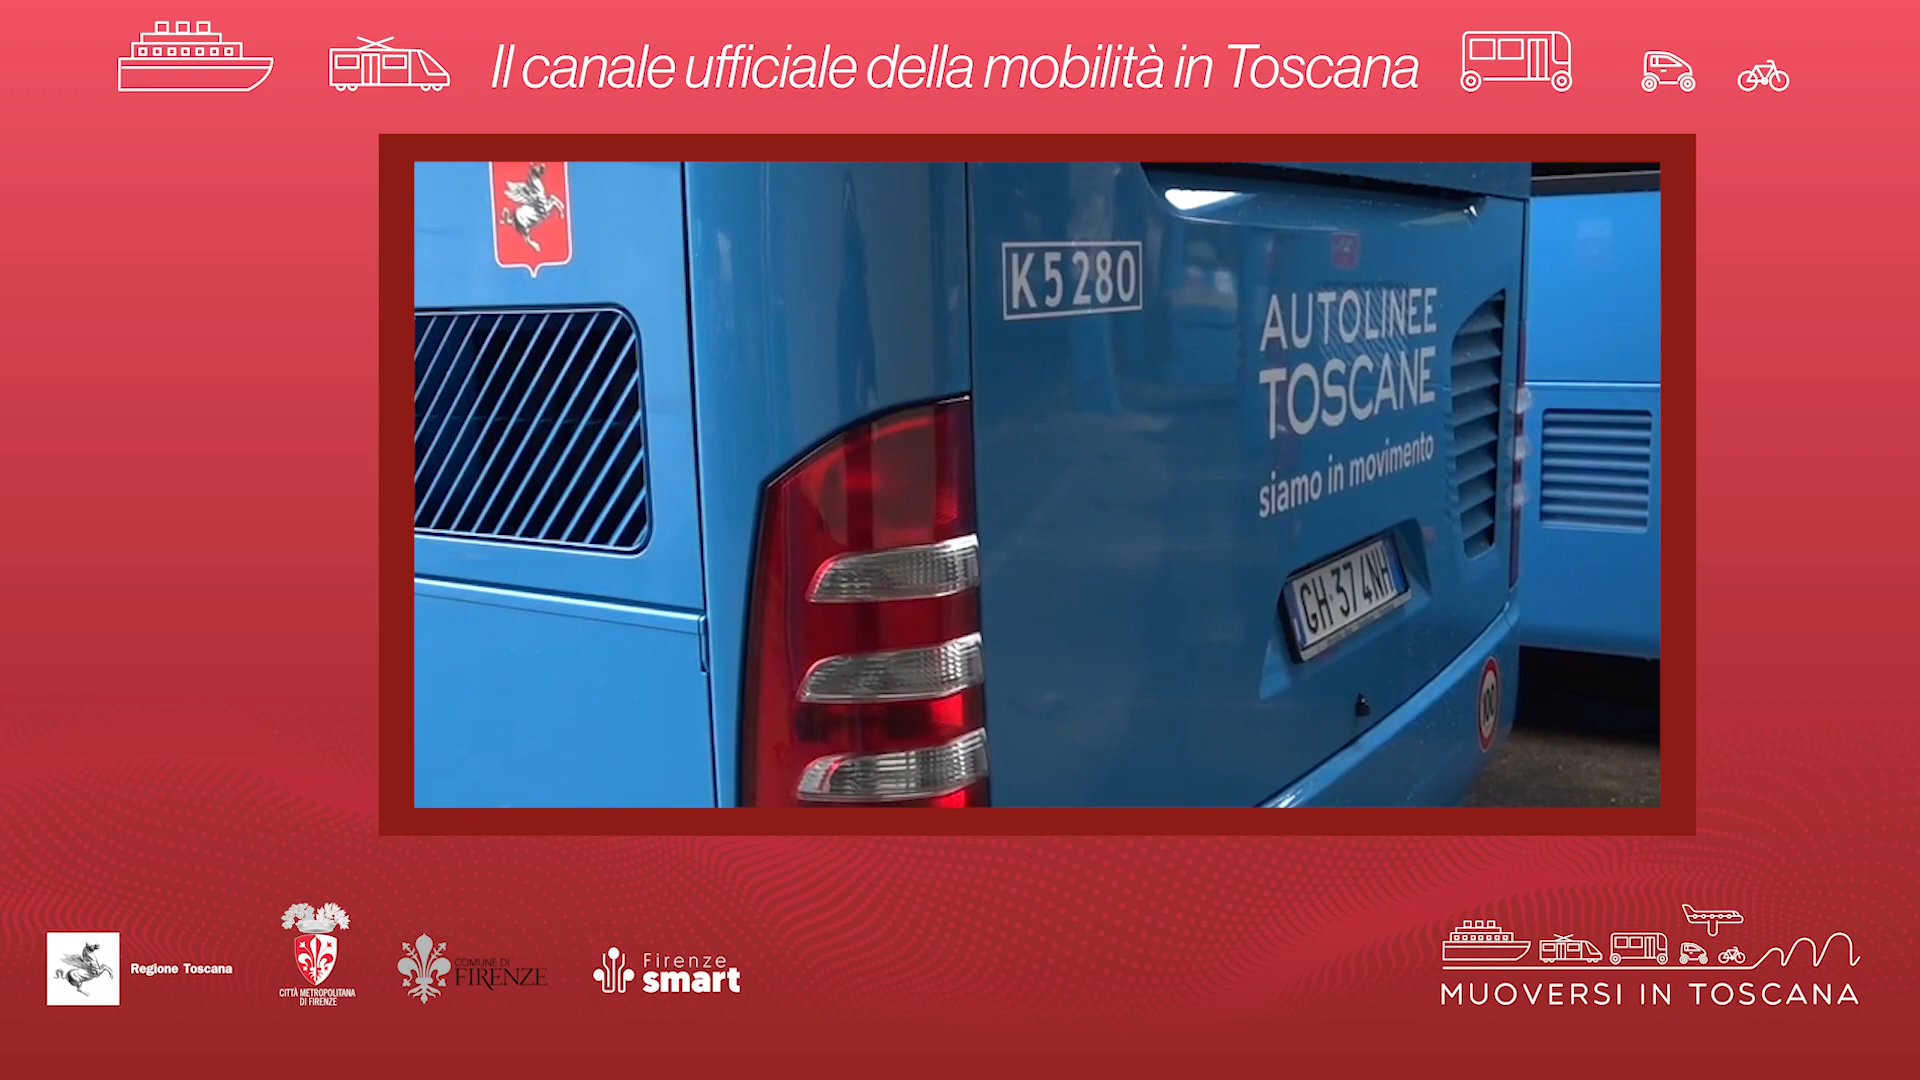 Il canale ufficiale della mobilità in Toscana
K5280
AUTOLINEE
TOSCANE
siamo in movimento
GH 374NH
100
Regione Toscana
CITTÀ METROPOLITANA
DI FIRENZE
COMUNE DI
FIRENZE
Firenze
smart
MUOVERSI IN TOSCANA